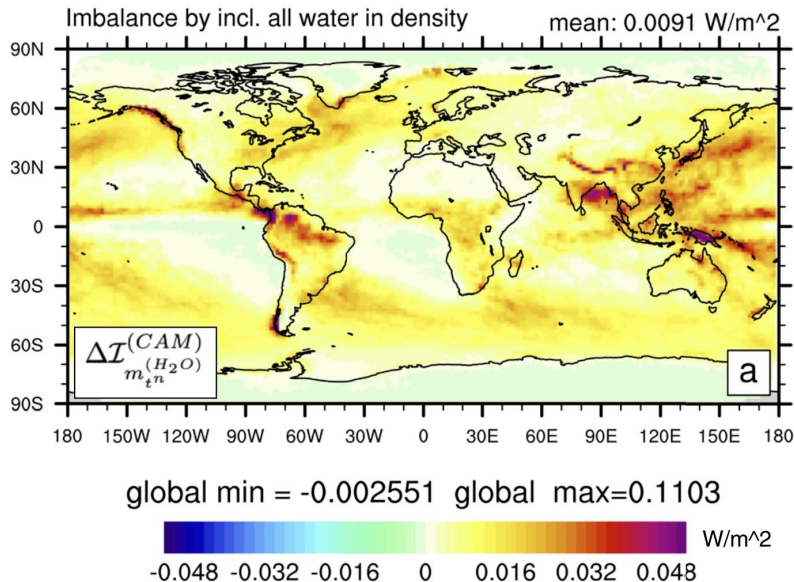 Imbalance by incl. all water in density mean: 0.0091 W/m^2
90N
60N
30N
0
30S
60S
90S
ΔI^{(CAM)}_{m_{t^n}^{(H_2O)}}
a
180 150W 120W 90W 60W 30W 0 30E 60E 90E 120E 150E 180
global min = -0.002551 global max=0.1103
W/m^2
-0.048 -0.032 -0.016 0 0.016 0.032 0.048